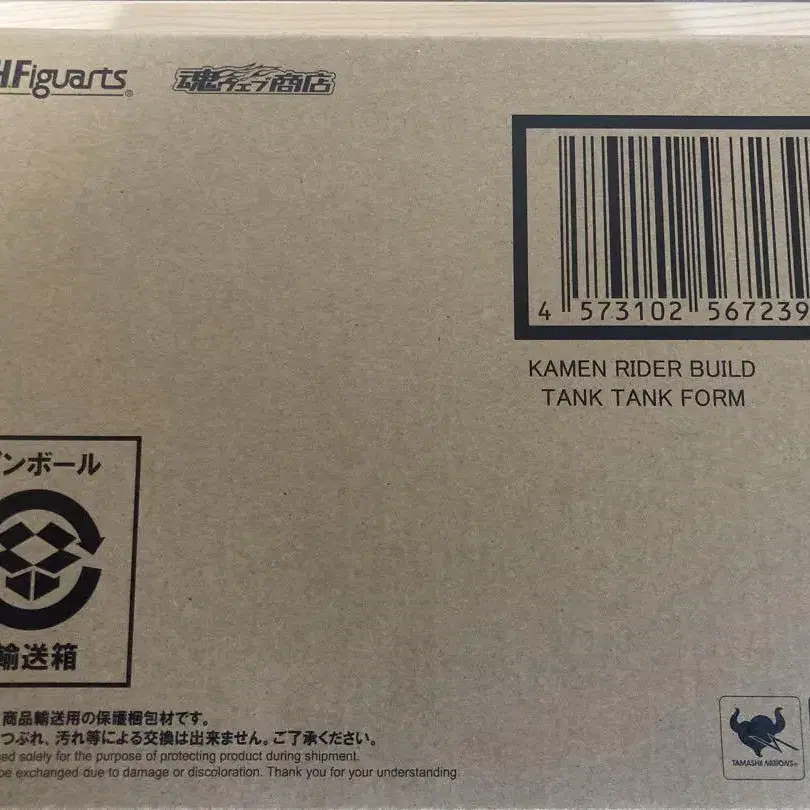 H.Figuarts®
魂ウェブ商店
4 573102 567239
KAMEN RIDER BUILD
TANK TANK FORM
ンボール
輸送箱
商品輸送用の保護梱包材です。
つぶれ、汚れ等による交換は出来ません。ご了承ください。
sed solely for the purpose of protecting product during shipment.
be exchanged due to damage or discoloration. Thank you for your understanding.
TAMASHII NATIONS